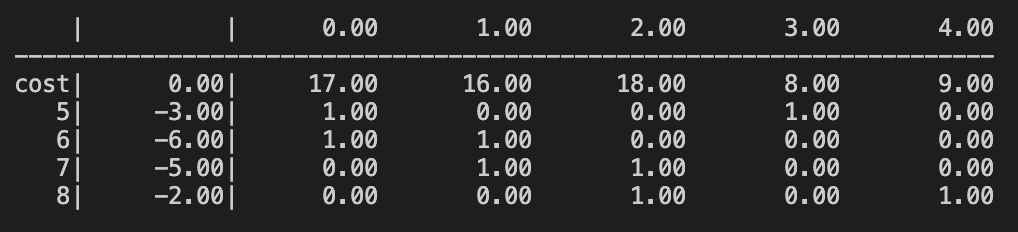 | | 0.00 1.00 2.00 3.00 4.00
----------------------------------------------------------------------
cost| 0.00| 17.00 16.00 18.00 8.00 9.00
5| -3.00| 1.00 0.00 0.00 1.00 0.00
6| -6.00| 1.00 1.00 0.00 0.00 0.00
7| -5.00| 0.00 1.00 1.00 0.00 0.00
8| -2.00| 0.00 0.00 1.00 0.00 1.00